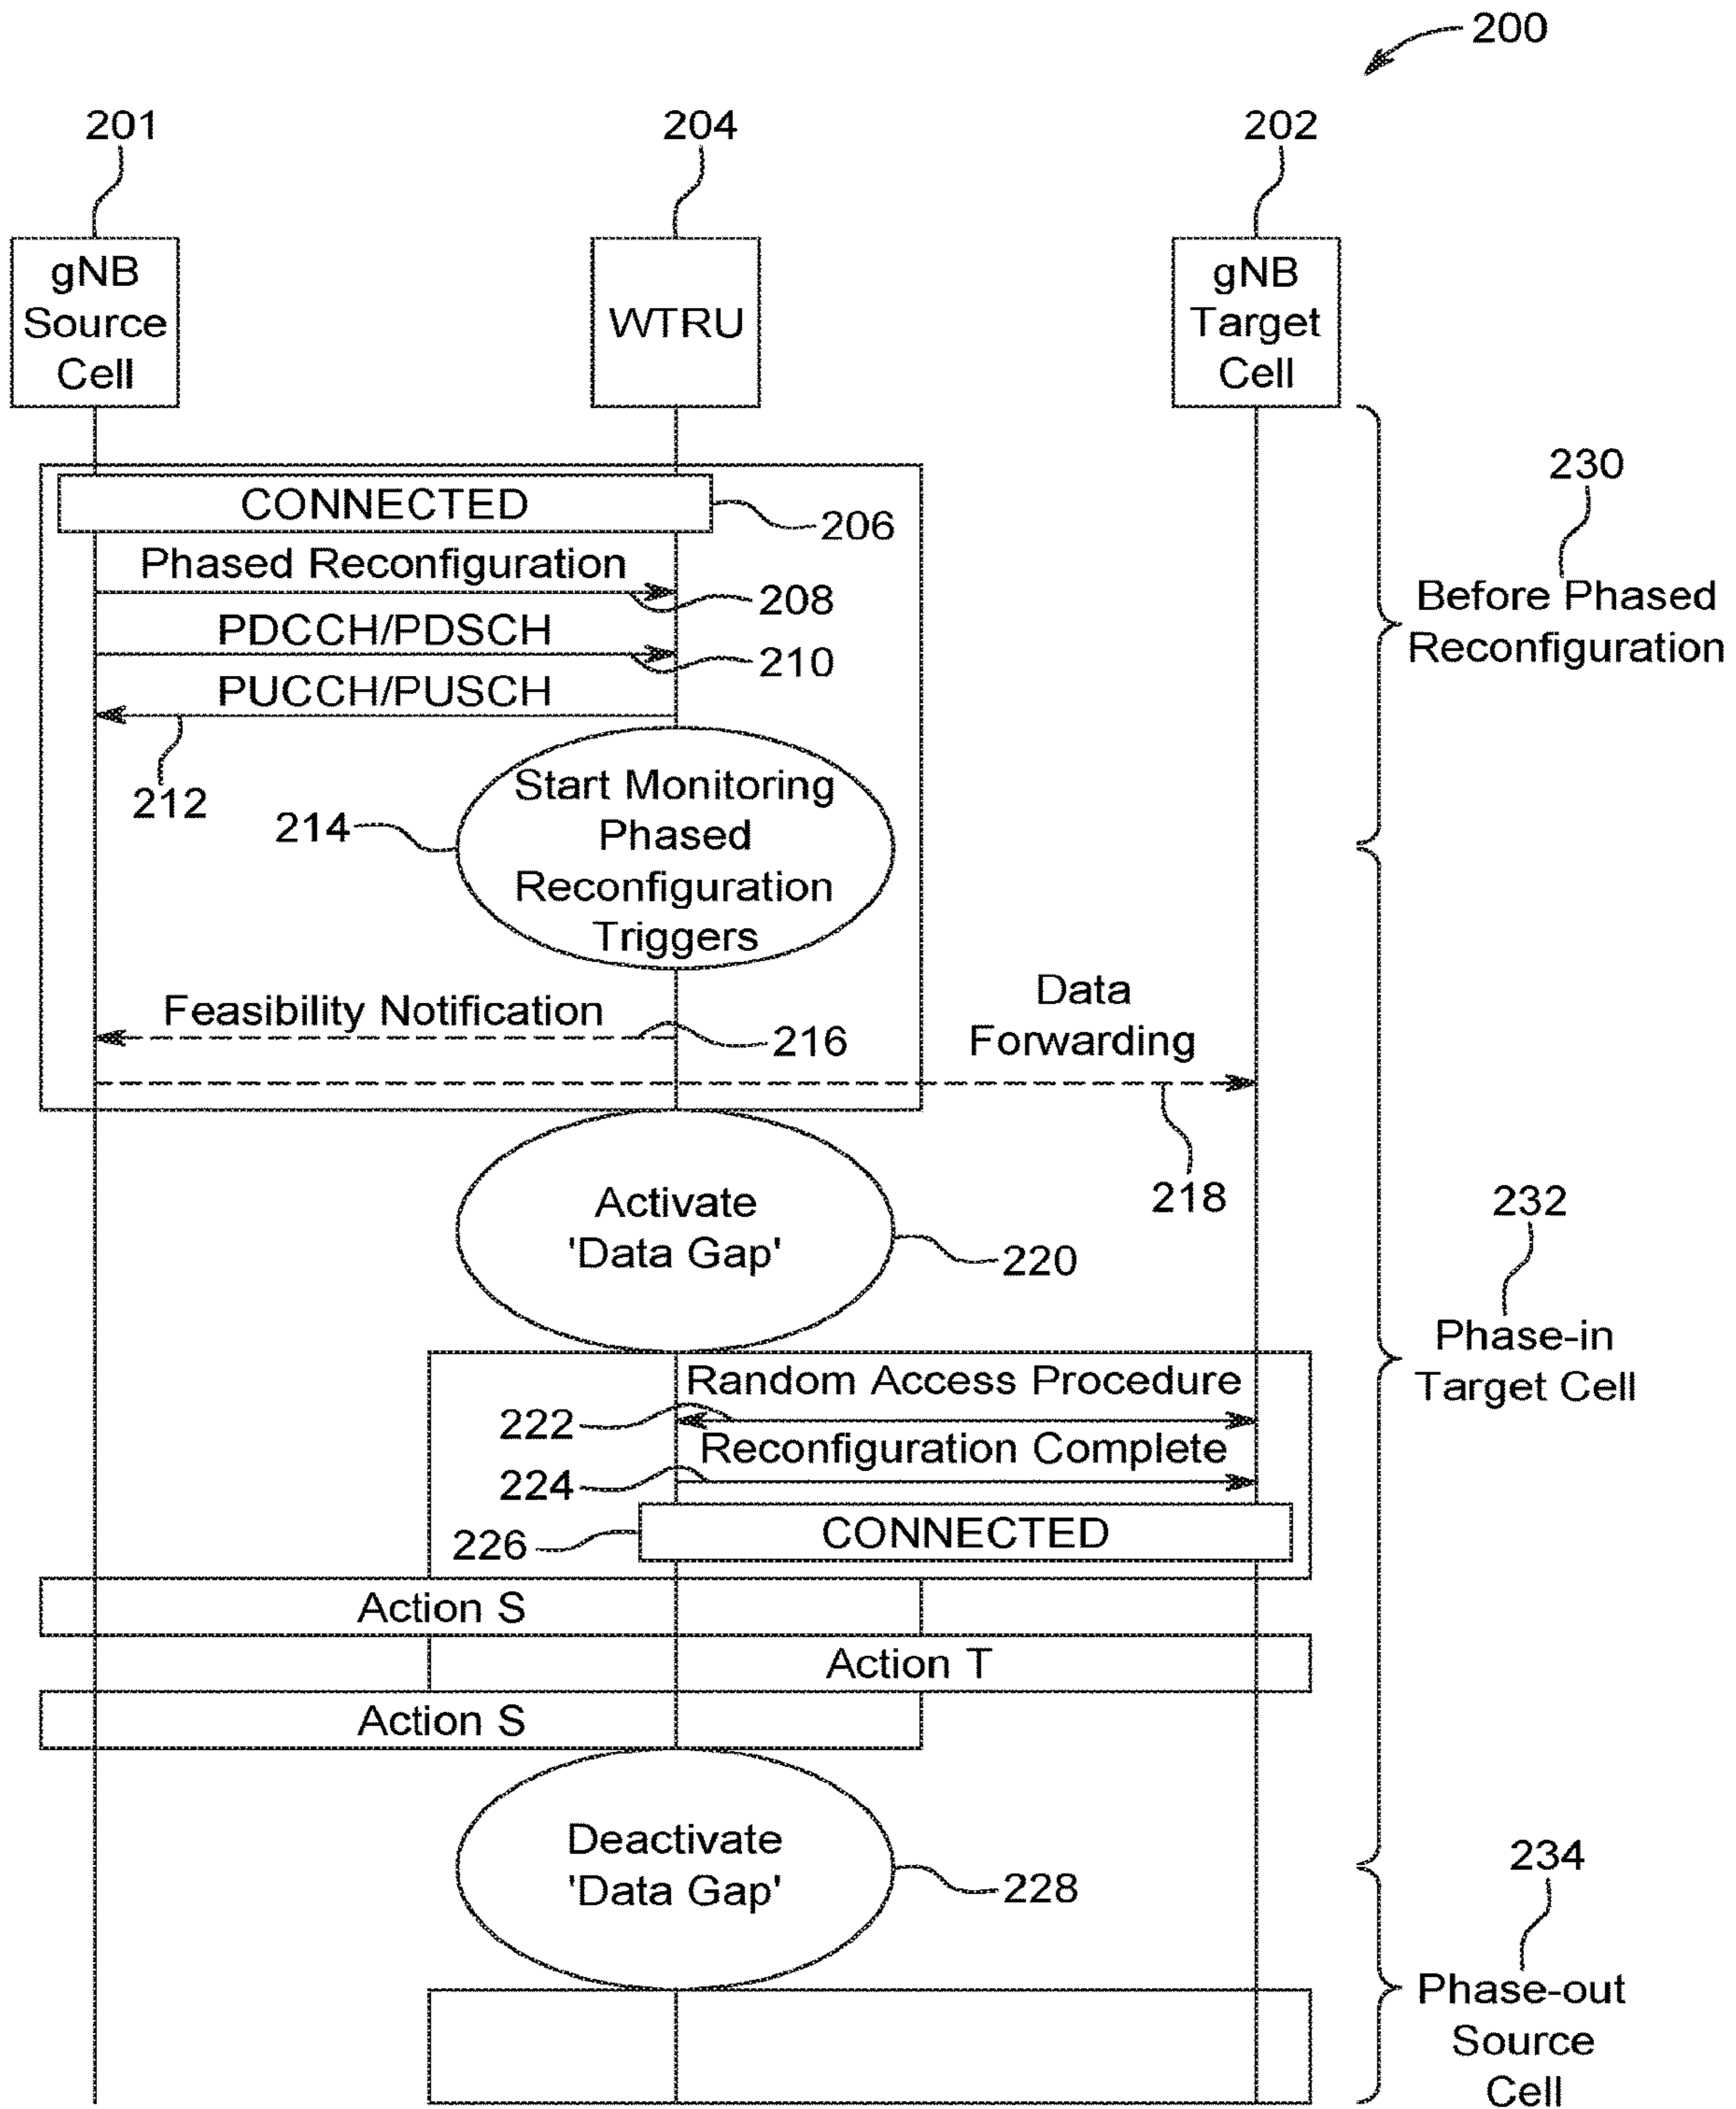 200
201
204
202
gNB
Source
Cell
WTRU
gNB
Target
Cell
CONNECTED
206
230
Before Phased
Reconfiguration
Phased Reconfiguration
208
PDCCH/PDSCH
210
PUCCH/PUSCH
212
214
Start Monitoring
Phased
Reconfiguration
Triggers
Feasibility Notification
216
Data
Forwarding
218
Activate
'Data Gap'
220
232
Phase-in
Target Cell
Random Access Procedure
222
Reconfiguration Complete
224
226
CONNECTED
Action S
Action T
Action S
Deactivate
'Data Gap'
228
234
Phase-out
Source
Cell